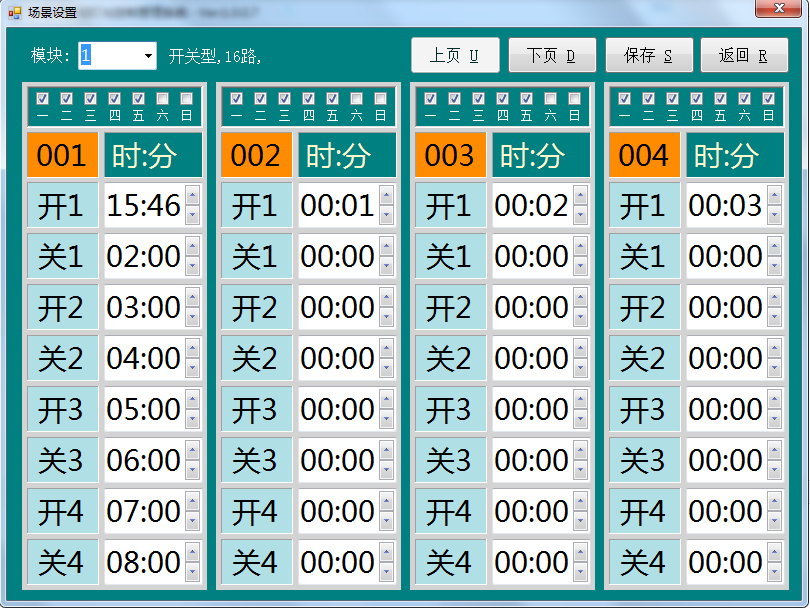 场景设置
模块: 1 开关型,16路, 上页 U 下页 D 保存 S 返回 R
一 二 三 四 五 六 日 一 二 三 四 五 六 日 一 二 三 四 五 六 日 一 二 三 四 五 六 日
001 时:分 002 时:分 003 时:分 004 时:分
开1 15:46 开1 00:01 开1 00:02 开1 00:03
关1 02:00 关1 00:00 关1 00:00 关1 00:00
开2 03:00 开2 00:00 开2 00:00 开2 00:00
关2 04:00 关2 00:00 关2 00:00 关2 00:00
开3 05:00 开3 00:00 开3 00:00 开3 00:00
关3 06:00 关3 00:00 关3 00:00 关3 00:00
开4 07:00 开4 00:00 开4 00:00 开4 00:00
关4 08:00 关4 00:00 关4 00:00 关4 00:00